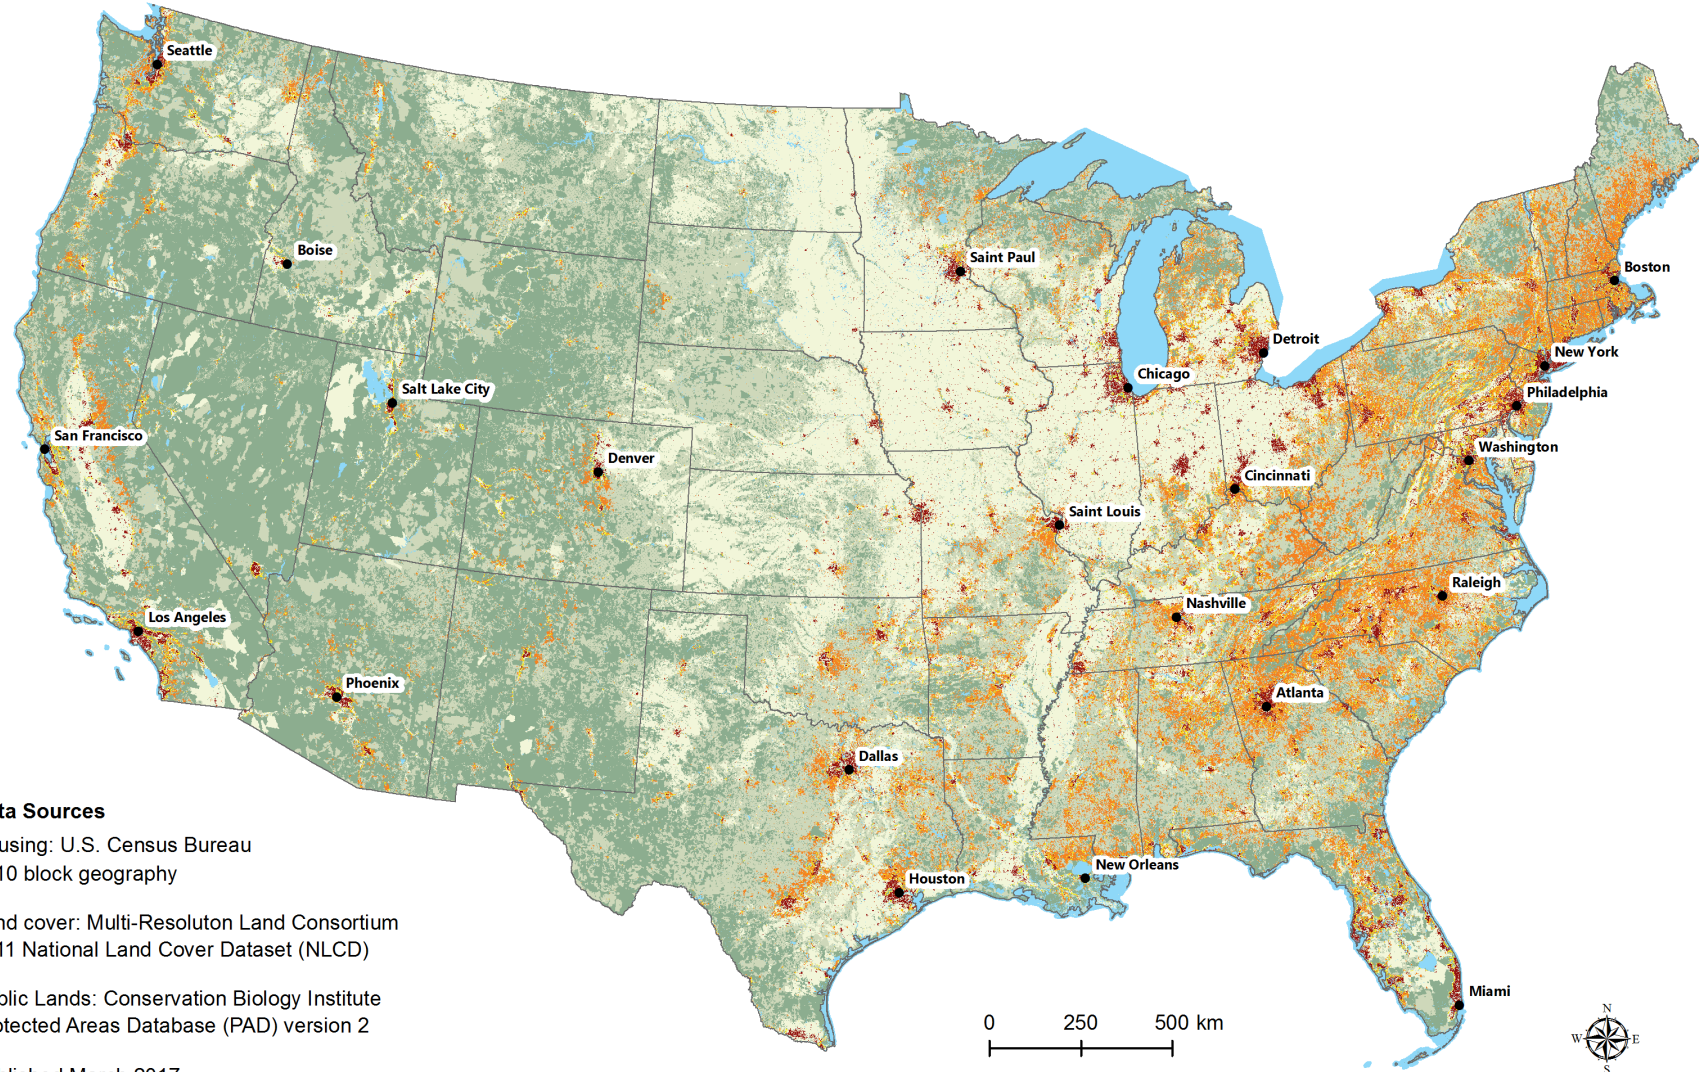 Seattle
Boise
Saint Paul
Boston
Detroit
New York
Chicago
Salt Lake City
Philadelphia
San Francisco
Washington
Denver
Cincinnati
Saint Louis
Raleigh
Nashville
Los Angeles
Phoenix
Atlanta
Dallas
ta Sources
using: U.S. Census Bureau
10 block geography
New Orleans
Houston
nd cover: Multi-Resoluton Land Consortium
11 National Land Cover Dataset (NLCD)
blic Lands: Conservation Biology Institute
otected Areas Database (PAD) version 2
Miami
0 250 500 km
N
W E
S
blished March 2017